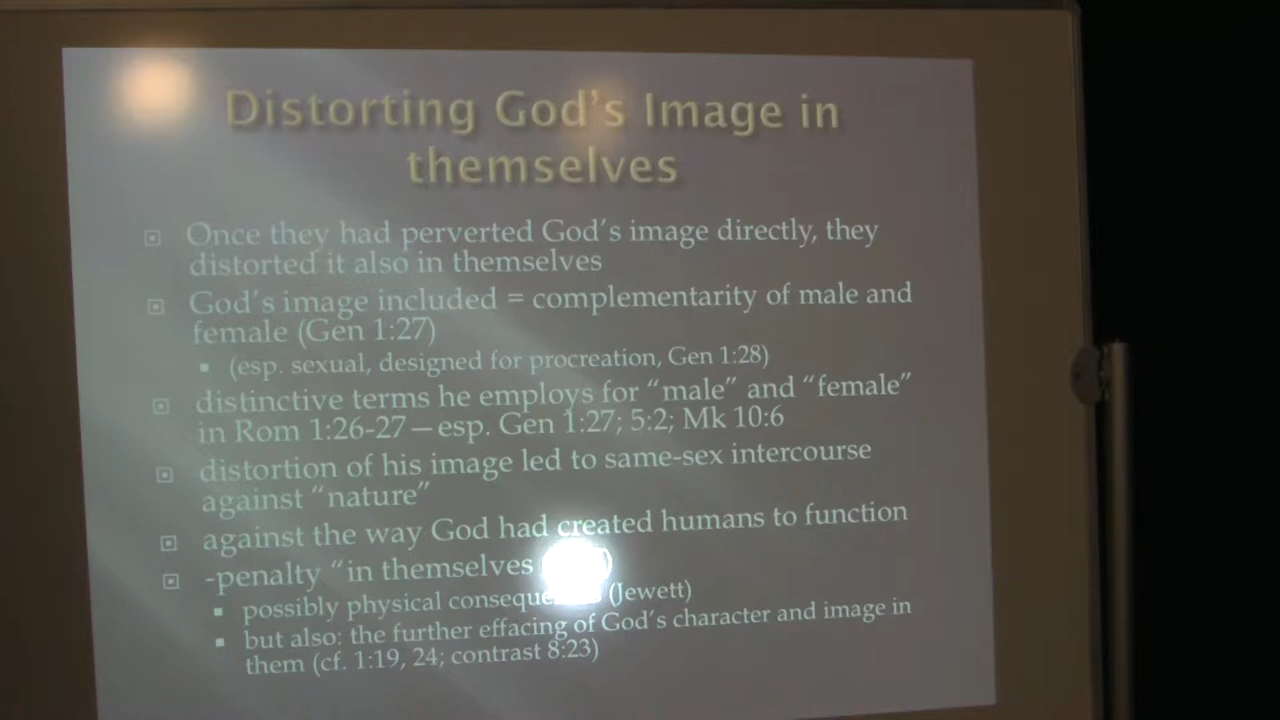 Distorting God's Image in
themselves
Once they had perverted God's image directly, they
distorted it also in themselves
God's image included = complementarity of male and
female (Gen 1:27)
(esp. sexual, designed for procreation, Gen 1:28)
distinctive terms he employs for "male" and "female"
in Rom 1:26-27—esp. Gen 1:27; 5:2; Mk 10:6
distortion of his image led to same-sex intercourse
against "nature"
against the way God had created humans to function
-penalty "in themselves
possibly physical (Jewett)
but also: the further effacing of God's character and image in
them (cf. 1:19, 24; contrast 8:23)